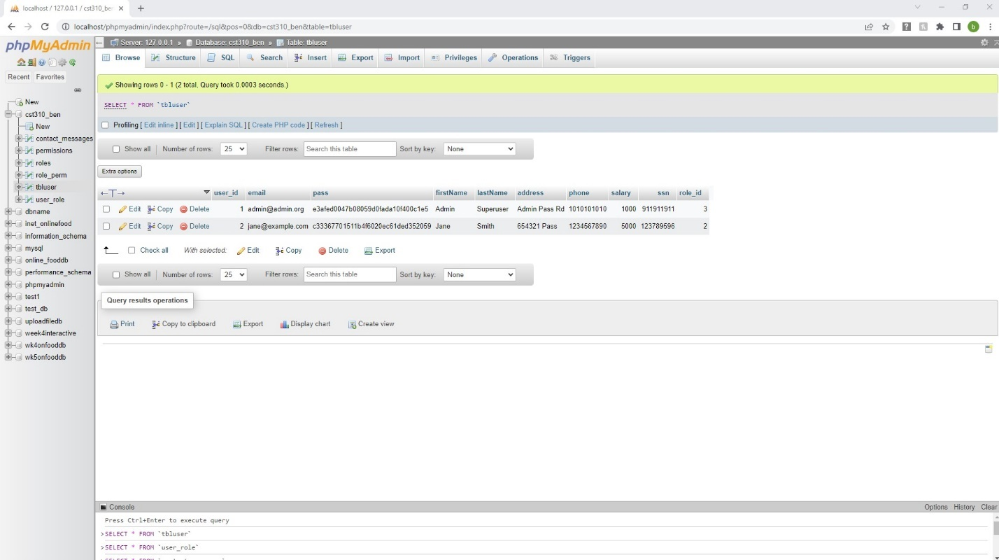 localhost / 127.0.0.1 / cst310_be
localhost/phpmyadmin/index.php?route=/sql&pos=0&db=cst310_ben&table=tbluser
b
phpMyAdmin
Recent Favorites
New
cst310_ben
New
contact_messages
permissions
roles
role_perm
tbluser
user_role
dbname
inet_onlinefood
information_schema
mysql
online_fooddb
performance_schema
phpmyadmin
test1
test_db
uploadfiledb
week4interactive
wk4onfooddb
wk5onfooddb
Server: 127.0.0.1 » Database: cst310_ben » Table: tbluser
Browse Structure SQL Search Insert Export Import Privileges Operations Triggers
Showing rows 0 - 1 (2 total, Query took 0.0003 seconds.)
SELECT * FROM `tbluser`
Profiling [ Edit inline ] [ Edit ] [ Explain SQL ] [ Create PHP code ] [ Refresh ]
Show all | Number of rows: 25 Filter rows: Search this table Sort by key: None
Extra options
←T→ user_id email pass firstName lastName address phone salary ssn role_id
Edit Copy Delete 1 admin@admin.org e3afed0047b08059d0fada10f400c1e5 Admin Superuser Admin Pass Rd 1010101010 1000 911911911 3
Edit Copy Delete 2 jane@example.com c33367701511b4f6020ec61ded352059 Jane Smith 654321 Pass 1234567890 5000 123789596 2
Check all With selected: Edit Copy Delete Export
Show all | Number of rows: 25 Filter rows: Search this table Sort by key: None
Query results operations
Print Copy to clipboard Export Display chart Create view
Console Options History Clear
Press Ctrl+Enter to execute query
>SELECT * FROM `tbluser`
>SELECT * FROM `user_role`